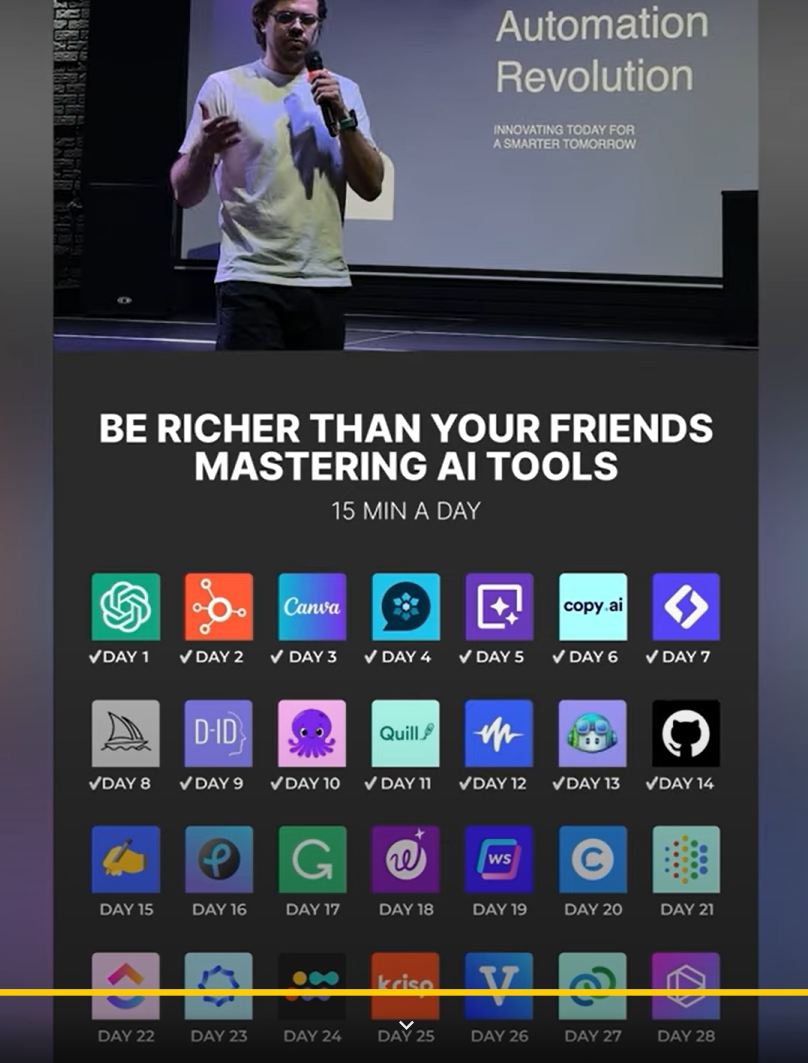 Automation
Revolution
INNOVATING TODAY FOR
A SMARTER TOMORROW
BE RICHER THAN YOUR FRIENDS
MASTERING AI TOOLS
15 MIN A DAY
Canva
copy.ai
✓DAY 1 ✓DAY 2 ✓DAY 3 ✓DAY 4 ✓DAY 5 ✓DAY 6 ✓DAY 7
D-ID
Quill
✓DAY 8 ✓DAY 9 ✓DAY 10 ✓DAY 11 ✓DAY 12 ✓DAY 13 ✓DAY 14
G
w
WS
C
DAY 15 DAY 16 DAY 17 DAY 18 DAY 19 DAY 20 DAY 21
krisp
V
DAY 22 DAY 23 DAY 24 DAY 25 DAY 26 DAY 27 DAY 28